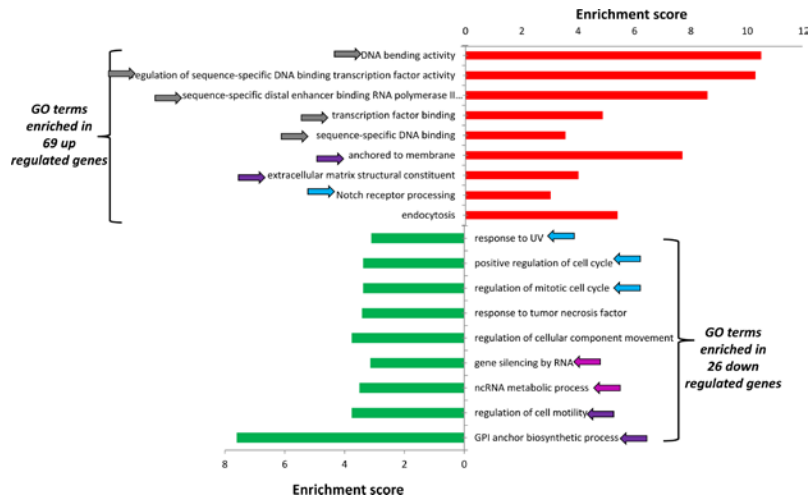 Enrichment score
0 2 4 6 8 10 12
DNA bending activity
regulation of sequence-specific DNA binding transcription factor activity
sequence-specific distal enhancer binding RNA polymerase II...
transcription factor binding
sequence-specific DNA binding
anchored to membrane
extracellular matrix structural constituent
Notch receptor processing
endocytosis
GO terms
enriched in
69 up
regulated genes
response to UV
positive regulation of cell cycle
regulation of mitotic cell cycle
response to tumor necrosis factor
regulation of cellular component movement
gene silencing by RNA
ncRNA metabolic process
regulation of cell motility
GPI anchor biosynthetic process
GO terms
enriched in
26 down
regulated genes
8 6 4 2 0
Enrichment score